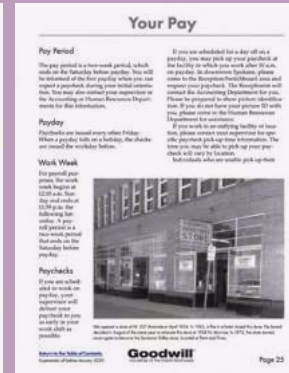 Your Pay
Pay Period
The pay period is a two-week period, which
ends on the Saturday before payday. You will
be informed of the first payday when you can
expect a paycheck during your initial orienta-
tion. You may also contact your supervisor or
the Accounting or Human Resources Depart-
ments for this information.
Payday
Paychecks are issued every other Friday.
When a payday falls on a holiday, the checks
are issued the workday before.
Work Week
For payroll pur-
poses, the work
week begins at
12:00 a.m. Sun-
day and ends at
11:59 p.m. the
following Sat-
urday. A pay-
roll period is a
two-week period
that ends on the
Saturday before
payday.
Paychecks
If you are sched-
uled to work on
payday, your
supervisor will
deliver your
paycheck to you
as early in your
work shift as
possible.
If you are scheduled for a day off on a
payday, you may pick up your paycheck at
the facility in which you work after 10 a.m.
on payday. In downtown Spokane, please
come to the Reception/Switchboard area and
request your paycheck. The Receptionist will
contact the Accounting Department for you.
Please be prepared to show picture identifica-
tion. If you do not have your picture ID with
you, please come to the Human Resources
Department for assistance.
If your work in an outlying facility or loca-
tion, please contact your supervisor for spe-
cific paycheck pick-up time information. The
time you may be able to pick up your pay-
check will vary by location.
Individuals who are unable pick up their
STORE
Return to the Table of Contents
Goodwill
Page 25